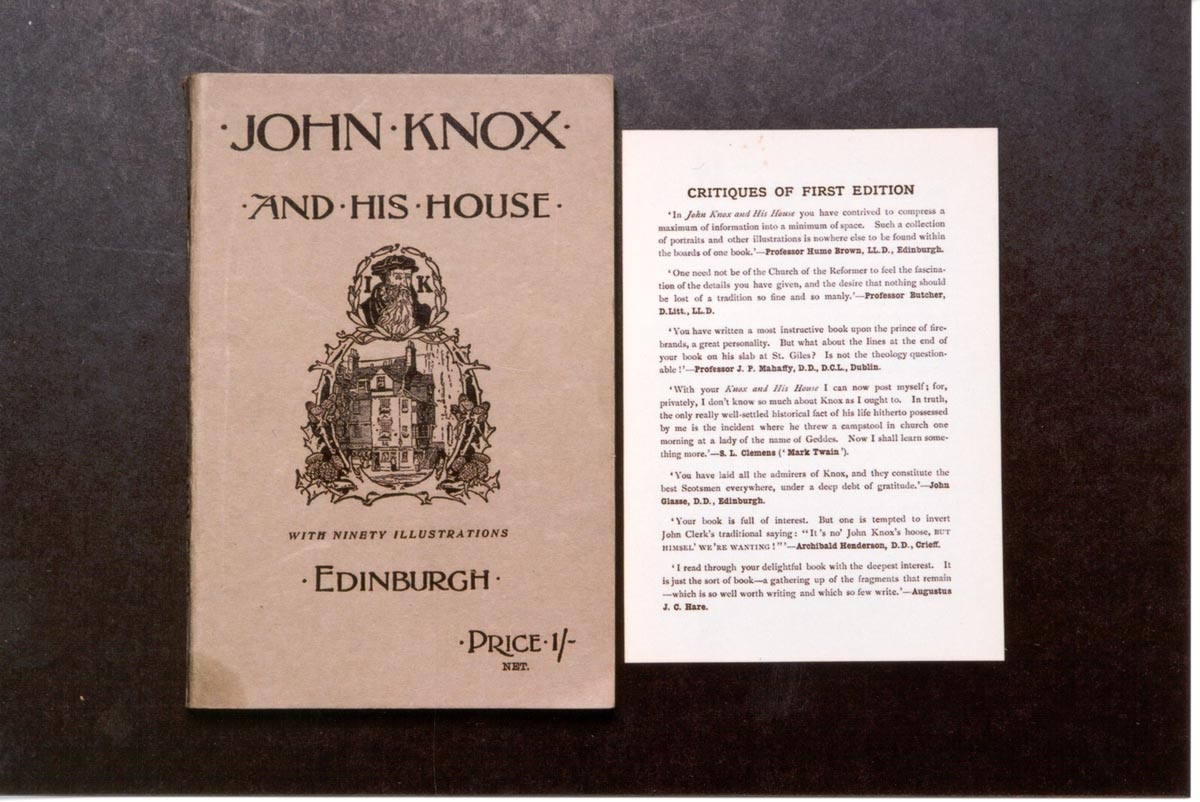 ·JOHN·KNOX·
·AND·HIS·HOUSE·
I K
WITH NINETY ILLUSTRATIONS
·EDINBURGH·
·PRICE·1/-
NET.
CRITIQUES OF FIRST EDITION
‘In John Knox and His House you have contrived to compress a
maximum of information into a minimum of space. Such a collection
of portraits and other illustrations is nowhere else to be found within
the boards of one book.’—Professor Hume Brown, LL.D., Edinburgh.
‘One need not be of the Church of the Reformer to feel the fascina-
tion of the details you have given, and the desire that nothing should
be lost of a tradition so fine and so manly.’—Professor Butcher,
D.Litt., LL.D.
‘You have written a most instructive book upon the prince of fire-
brands, a great personality. But what about the lines at the end of
your book on his slab at St. Giles? Is not the theology question-
able!’—Professor J. P. Mahaffy, D.D., D.C.L., Dublin.
‘With your Knox and His House I can now post myself; for,
privately, I don't know so much about Knox as I ought to. In truth,
the only really well-settled historical fact of his life hitherto possessed
by me is the incident where he threw a campstool in church one
morning at a lady of the name of Geddes. Now I shall learn some-
thing more.’—S. L. Clemens (‘Mark Twain’).
‘You have laid all the admirers of Knox, and they constitute the
best Scotsmen everywhere, under a deep debt of gratitude.’—John
Glasse, D.D., Edinburgh.
‘Your book is full of interest. But one is tempted to invert
John Clerk's traditional saying: “It's no' John Knox's hoose, BUT
HIMSEL' WE'RE WANTING!”’—Archibald Henderson, D.D., Crieff.
‘I read through your delightful book with the deepest interest. It
is just the sort of book—a gathering up of the fragments that remain
—which is so well worth writing and which so few write.’—Augustus
J. C. Hare.